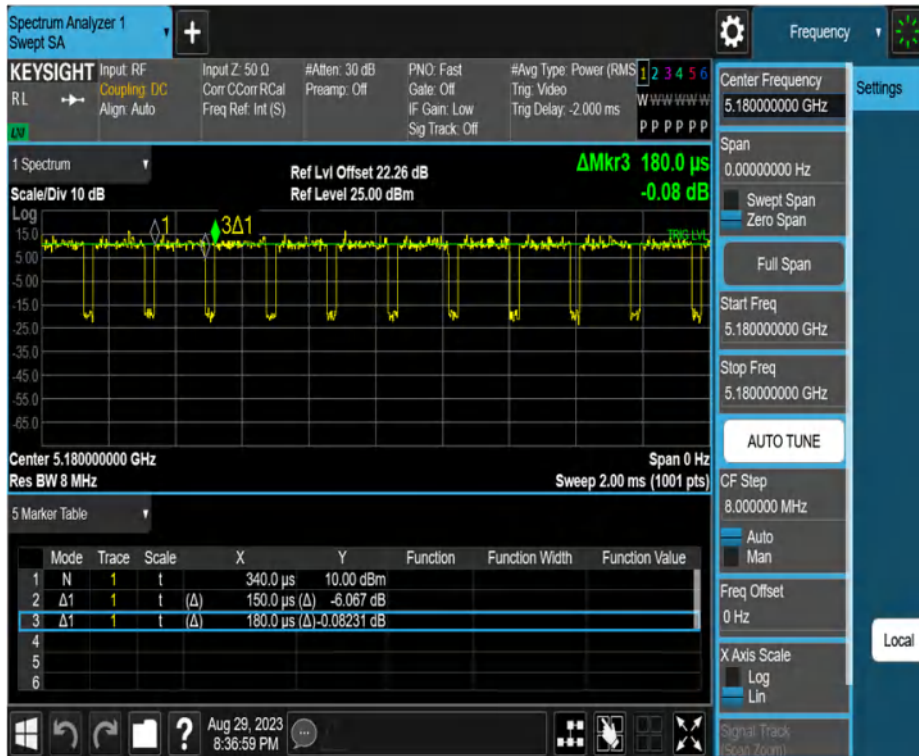 Spectrum Analyzer 1
Swept SA
+
Frequency
KEYSIGHT
RL
LXI
Input: RF
Coupling: DC
Align: Auto
Input Z: 50 Ω
Corr CCorr RCal
Freq Ref: Int (S)
#Atten: 30 dB
Preamp: Off
PNO: Fast
Gate: Off
IF Gain: Low
Sig Track: Off
#Avg Type: Power (RMS
Trig: Video
Trig Delay: -2.000 ms
1 2 3 4 5 6
W W W W W W
P P P P P P
1 Spectrum
Scale/Div 10 dB
Ref Lvl Offset 22.26 dB
Ref Level 25.00 dBm
ΔMkr3 180.0 µs
-0.08 dB
Log
15.0
5.00
-5.00
-15.0
-25.0
-35.0
-45.0
-55.0
-65.0
1
3Δ1
TRIG LVL
Center 5.180000000 GHz
Res BW 8 MHz
Span 0 Hz
Sweep 2.00 ms (1001 pts)
5 Marker Table
Mode Trace Scale X Y Function Function Width Function Value
1 N 1 t 340.0 µs 10.00 dBm
2 Δ1 1 t (Δ) 150.0 µs (Δ) -6.067 dB
3 Δ1 1 t (Δ) 180.0 µs (Δ) -0.08231 dB
4
5
6
?
Aug 29, 2023
8:36:59 PM
Center Frequency
5.180000000 GHz
Span
0.00000000 Hz
Swept Span
Zero Span
Full Span
Start Freq
5.180000000 GHz
Stop Freq
5.180000000 GHz
AUTO TUNE
CF Step
8.000000 MHz
Auto
Man
Freq Offset
0 Hz
X Axis Scale
Log
Lin
Signal Track
(Span Zoom)
Settings
Local